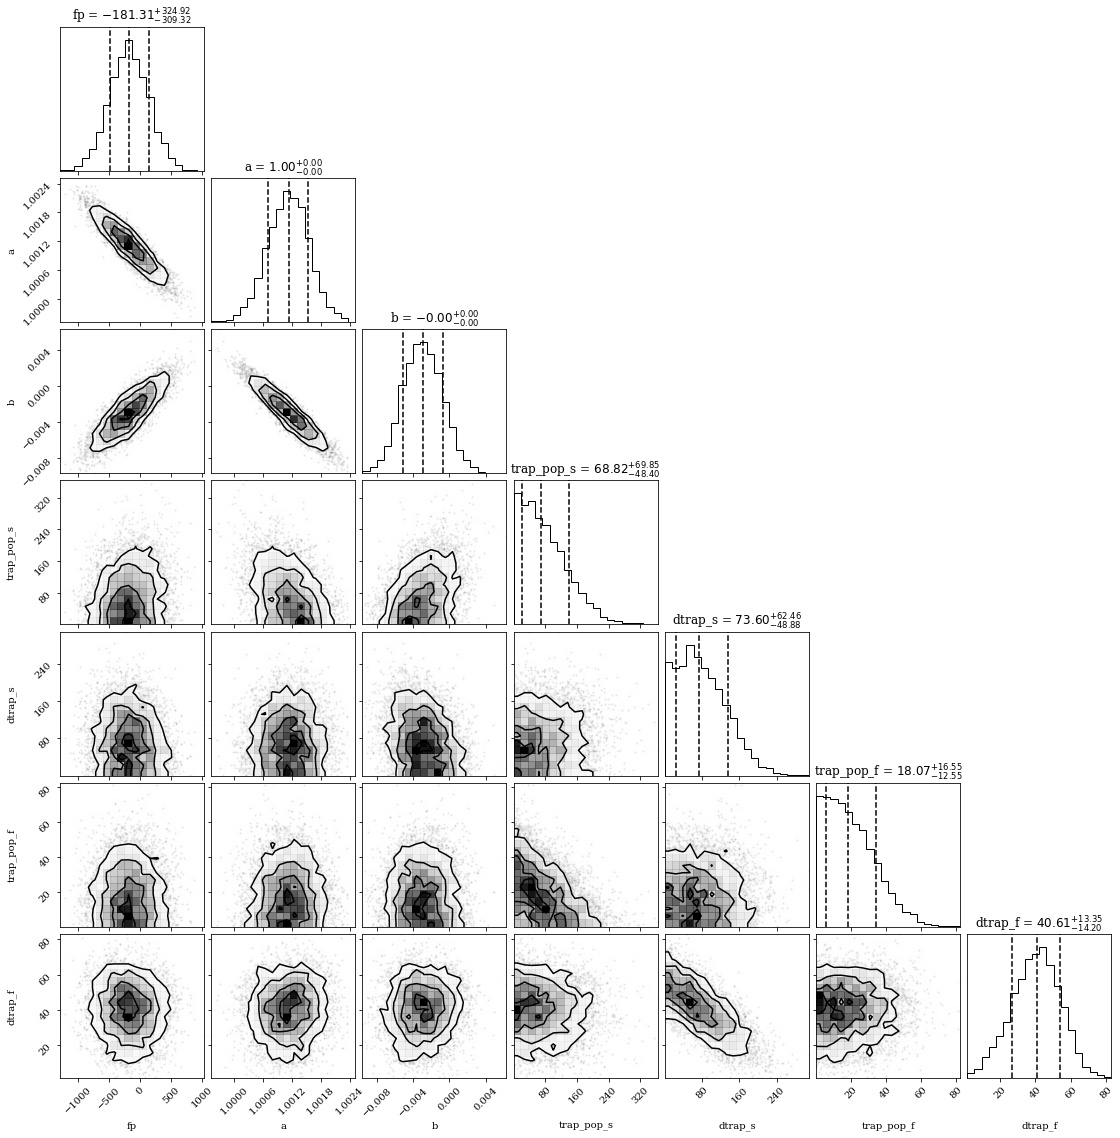 fp = −181.31+324.92−309.32
a = 1.00+0.00−0.00
b = −0.00+0.00−0.00
trap_pop_s = 68.82+69.85−48.40
dtrap_s = 73.60+62.46−48.88
trap_pop_f = 18.07+16.55−12.55
dtrap_f = 40.61+13.35−14.20
a
1.0024
1.0018
1.0012
1.0006
1.0000
b
0.004
0.000
−0.004
−0.008
trap_pop_s
320
240
160
80
dtrap_s
240
160
80
trap_pop_f
80
60
40
20
dtrap_f
80
60
40
20
−1000 −500 0 500 1000
1.0000 1.0006 1.0012 1.0018 1.0024
−0.008 −0.004 0.000 0.004
80 160 240 320
80 160 240
20 40 60 80
20 40 60 80
fp a b trap_pop_s dtrap_s trap_pop_f dtrap_f